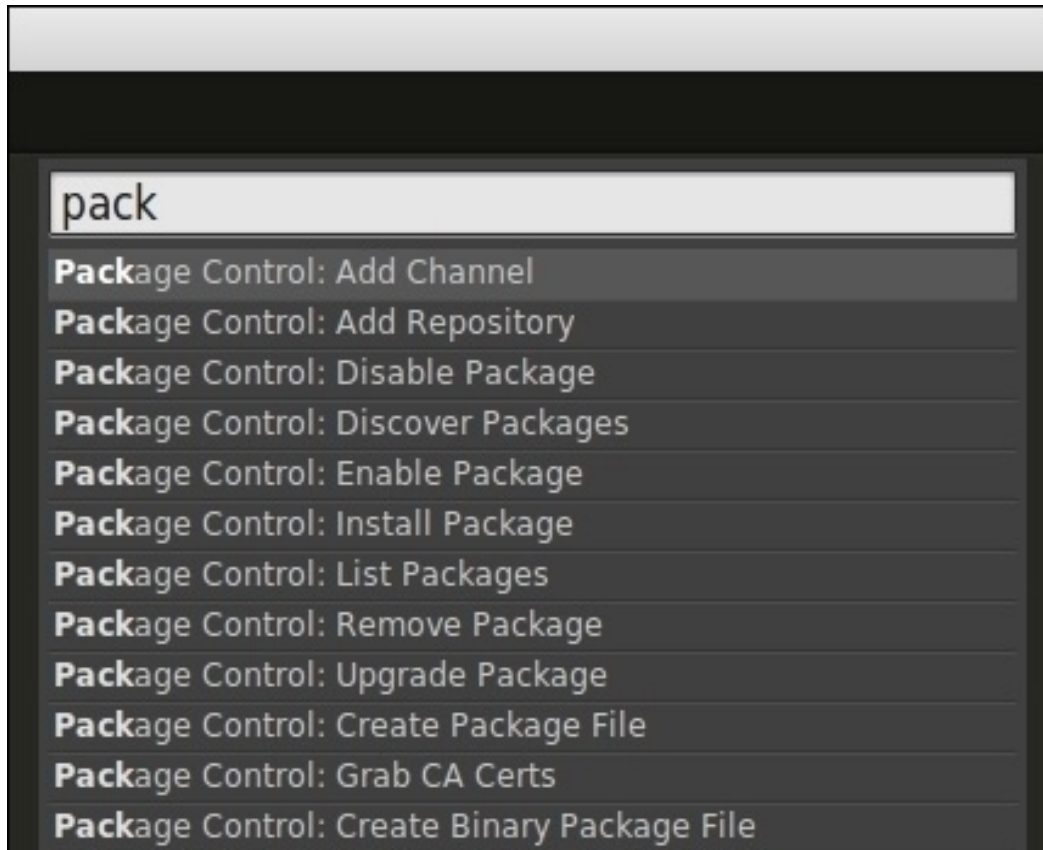 pack
Package Control: Add Channel
Package Control: Add Repository
Package Control: Disable Package
Package Control: Discover Packages
Package Control: Enable Package
Package Control: Install Package
Package Control: List Packages
Package Control: Remove Package
Package Control: Upgrade Package
Package Control: Create Package File
Package Control: Grab CA Certs
Package Control: Create Binary Package File